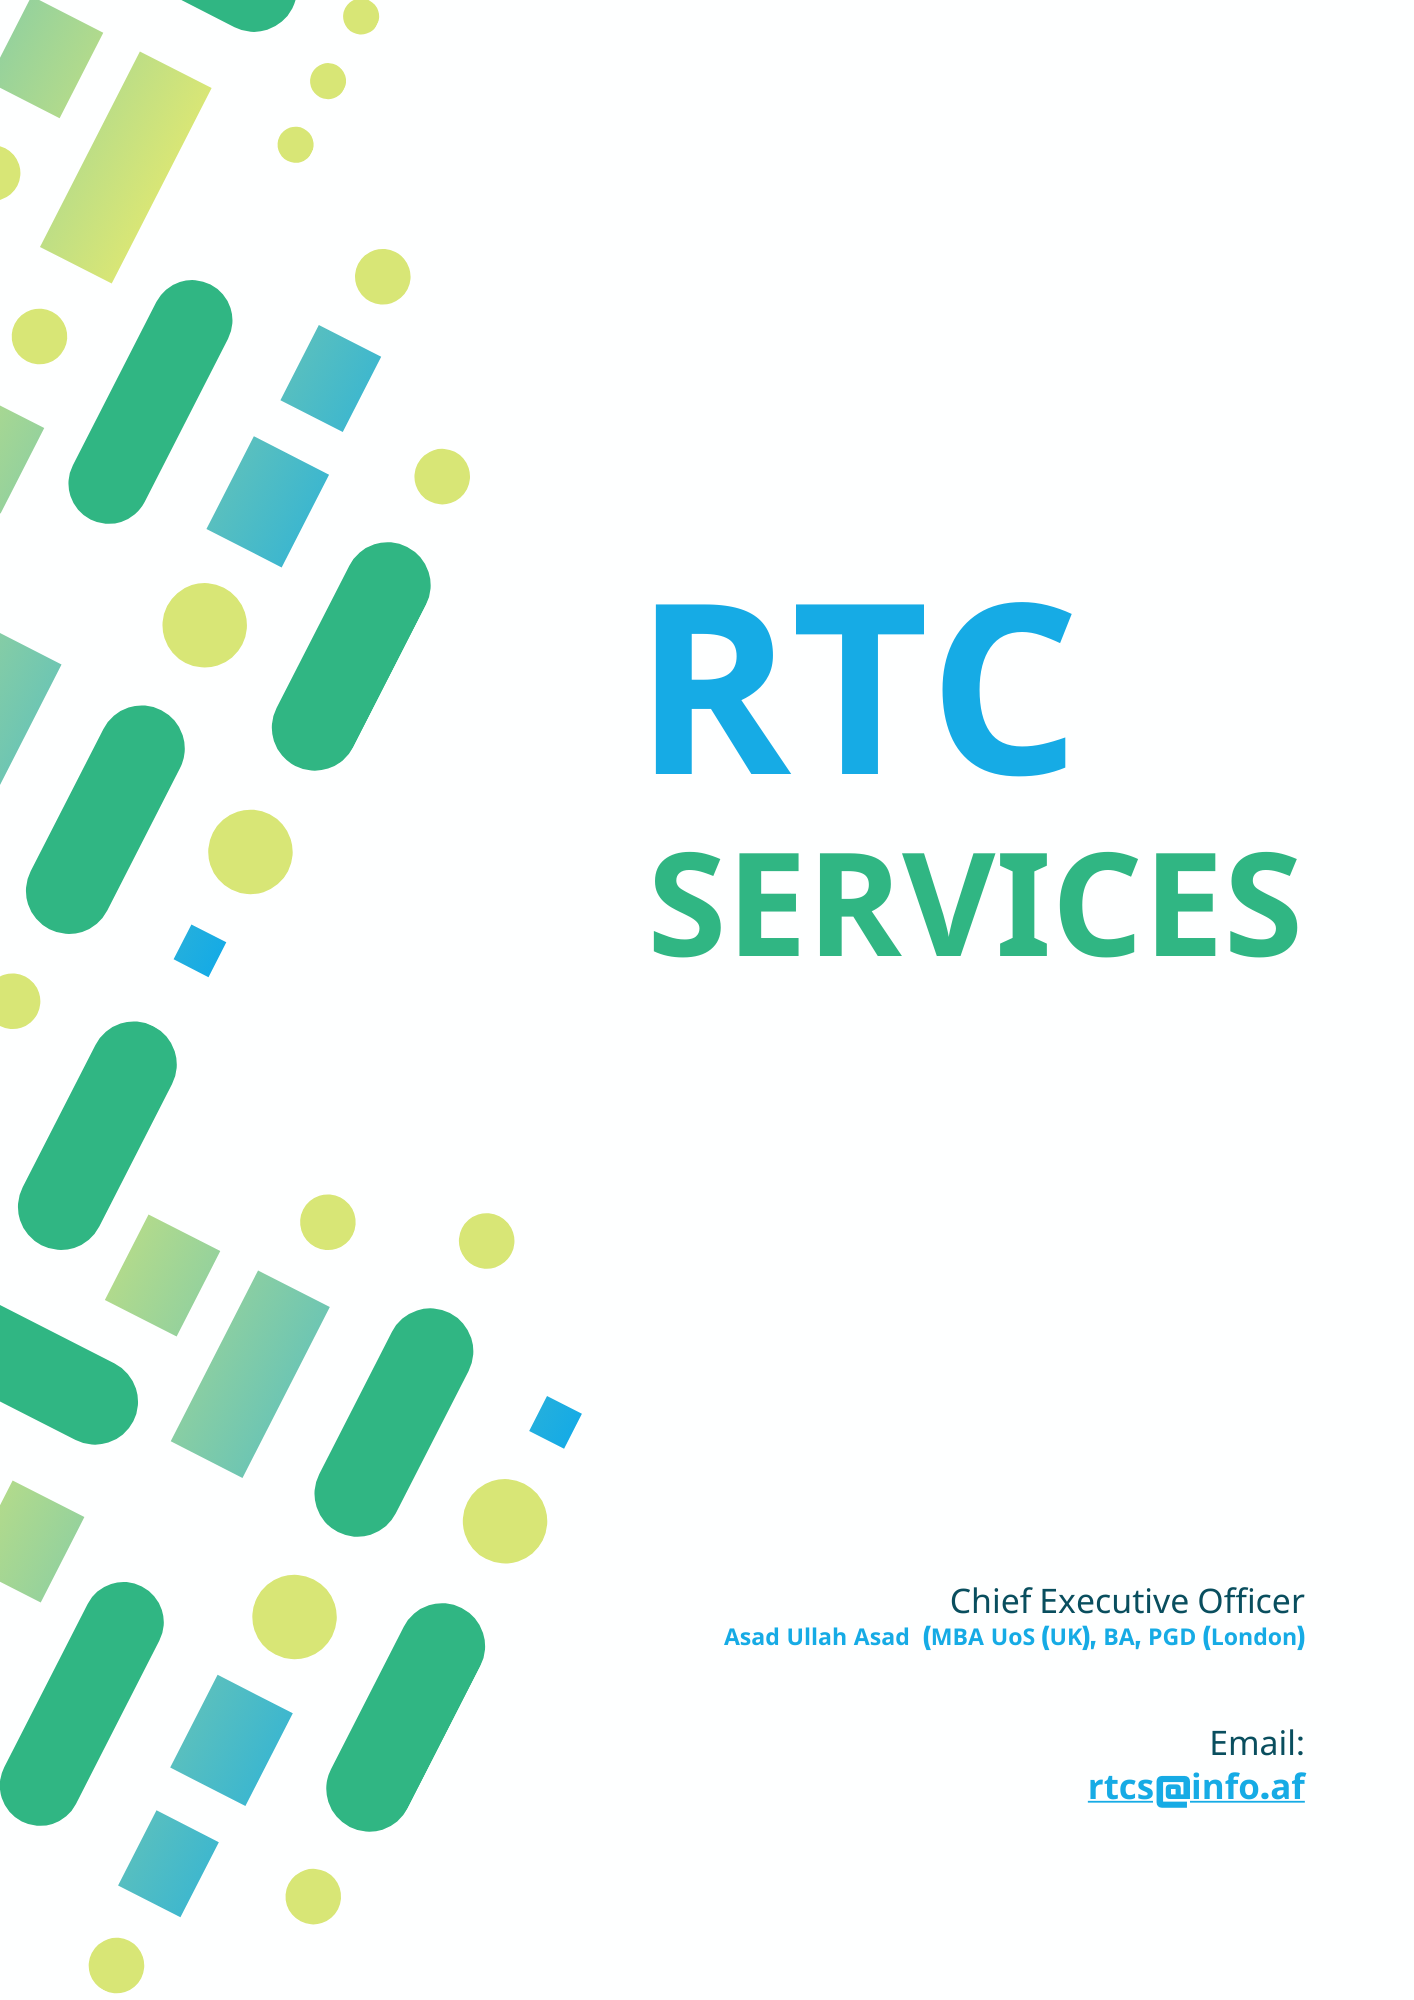 RTC
SERVICES
Chief Executive Officer
Asad Ullah Asad  (MBA UoS (UK), BA, PGD (London)
Email:
rtcs@info.af